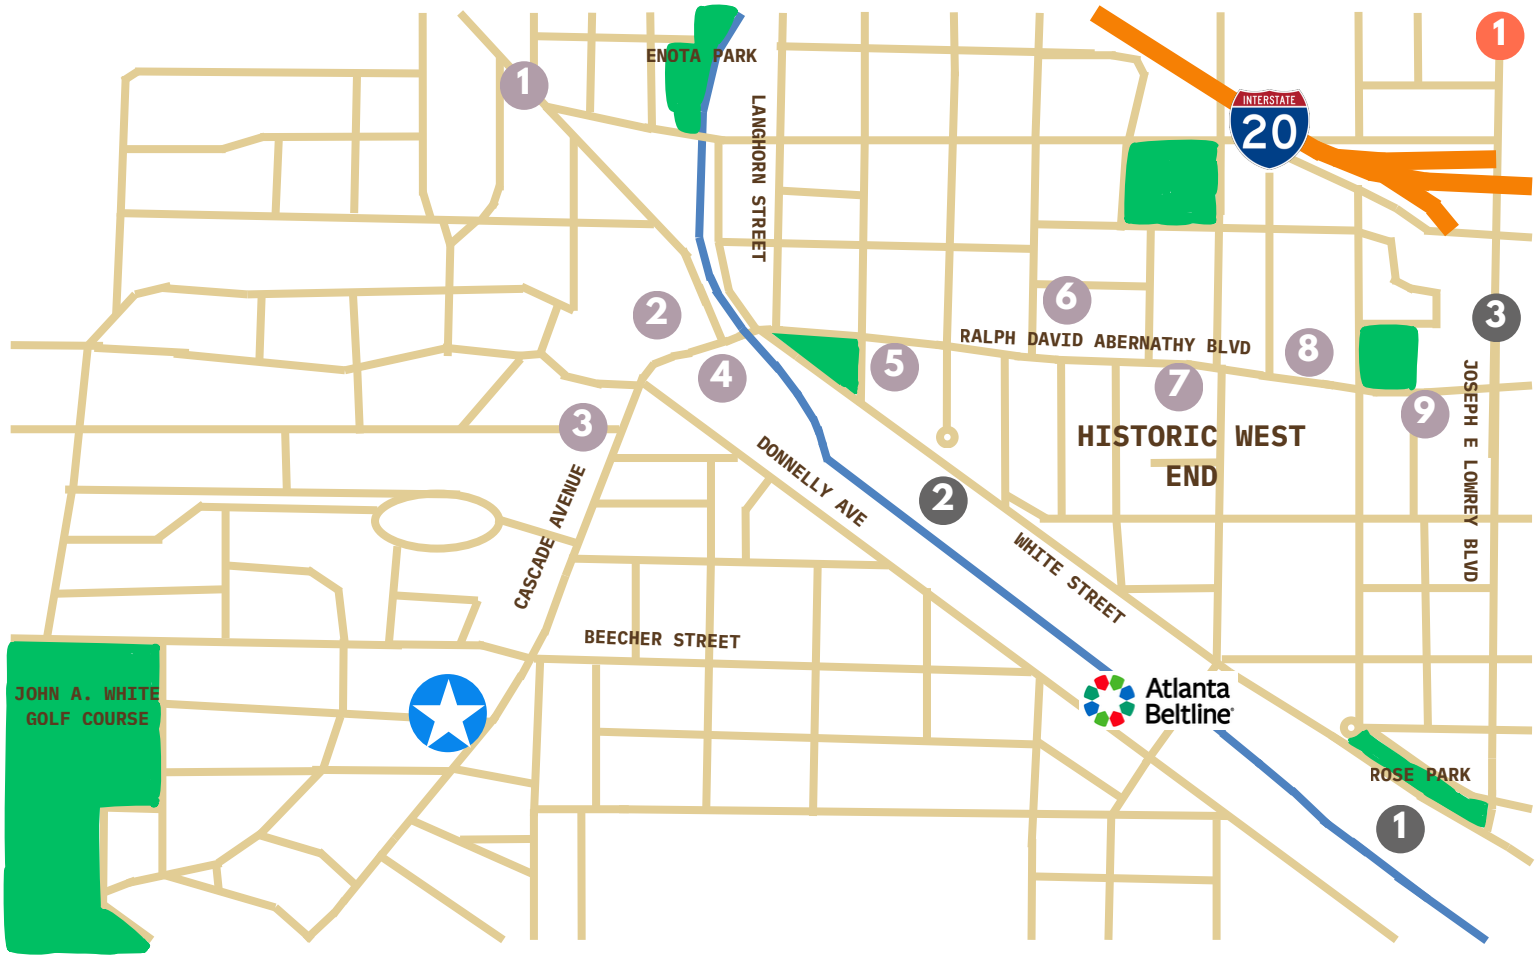 1
ENOTA PARK
1
INTERSTATE
20
LANGHORN STREET
2
6
3
RALPH DAVID ABERNATHY BLVD
8
5
4
7
9
3
HISTORIC WEST
END
JOSEPH E LOWREY BLVD
DONNELLY AVE
2
CASCADE AVENUE
WHITE STREET
BEECHER STREET
JOHN A. WHITE
GOLF COURSE
Atlanta
Beltline
ROSE PARK
1